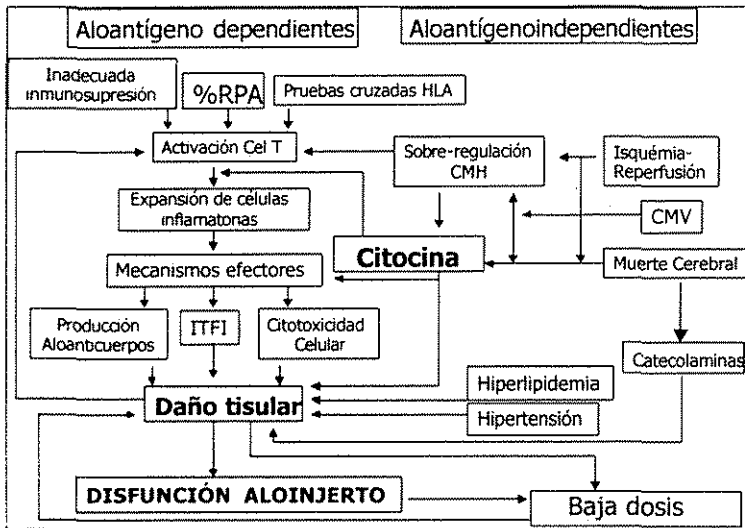 Aloantígeno dependientes
Aloantígenoindependientes
Inadecuada
inmunosupresión
%RPA
Pruebas cruzadas HLA
Activación Cel T
Sobre-regulación
CMH
Isquémia-
Reperfusión
Expansión de células
inflamatorias
CMV
Citocina
Mecanismos efectores
Muerte Cerebral
Producción
Aloanticuerpos
ITFI
Citotoxicidad
Celular
Catecolaminas
Hiperlipidemia
Daño tisular
Hipertensión
DISFUNCIÓN ALOINJERTO
Baja dosis